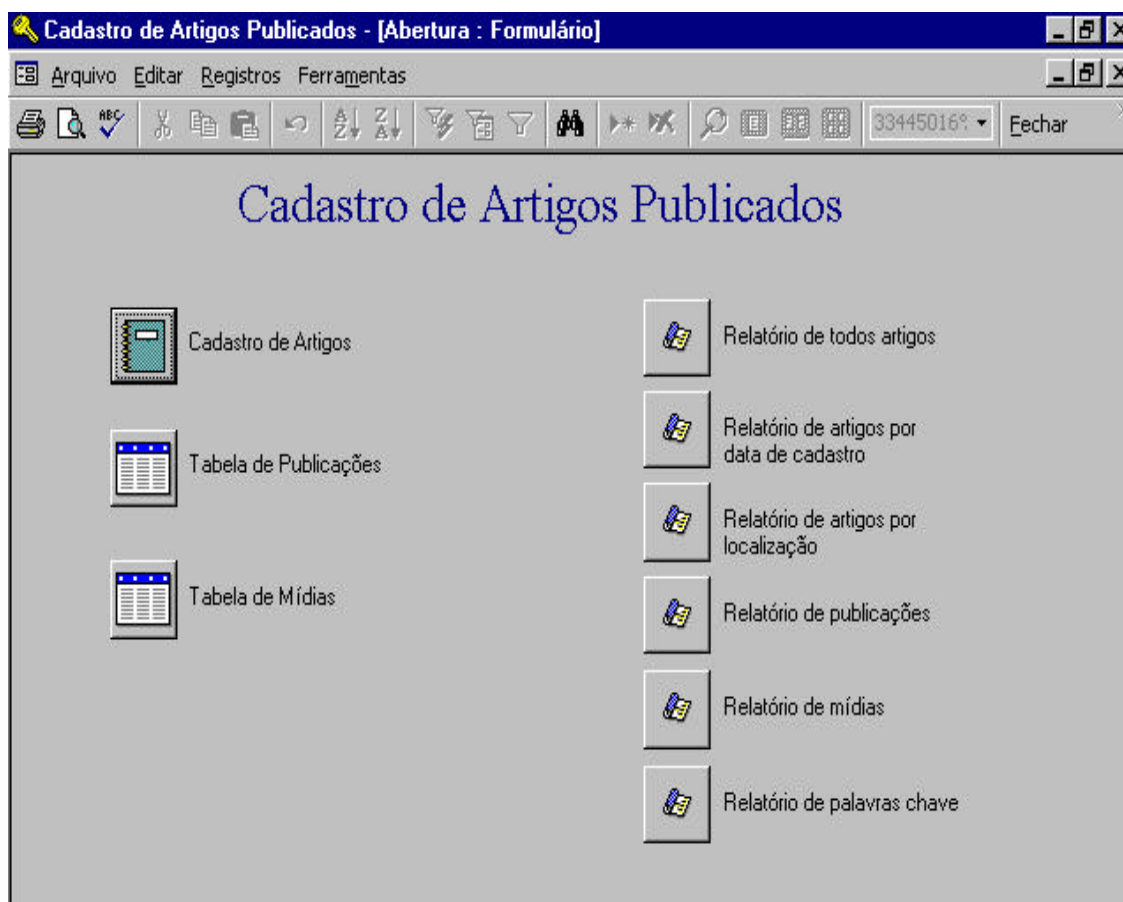 Cadastro de Artigos Publicados - [Abertura : Formulário]
Arquivo Editar Registros Ferramentas
ABC A Z Z A 33445016% Fechar
Cadastro de Artigos Publicados
Cadastro de Artigos
Tabela de Publicações
Tabela de Mídias
Relatório de todos artigos
Relatório de artigos por
data de cadastro
Relatório de artigos por
localização
Relatório de publicações
Relatório de mídias
Relatório de palavras chave